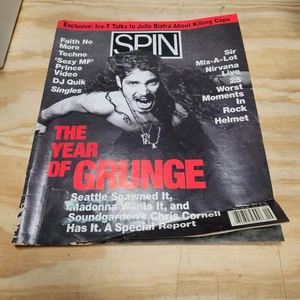 Exclusive: Ice-T Talks to Jello Biafra About Killing Cops
SPIN
Faith No
More
Techno
'Sexy MF'
Prince
Video
DJ Quik
Singles
Sir
Mix-A-Lot
Nirvana
Live
25
Worst
Moments
in
Rock
Helmet
THE
YEAR
OF GRUNGE
Seattle Spawned It,
Madonna Wants It, and
Soundgarden's Chris Cornell
Has It. A Special Report